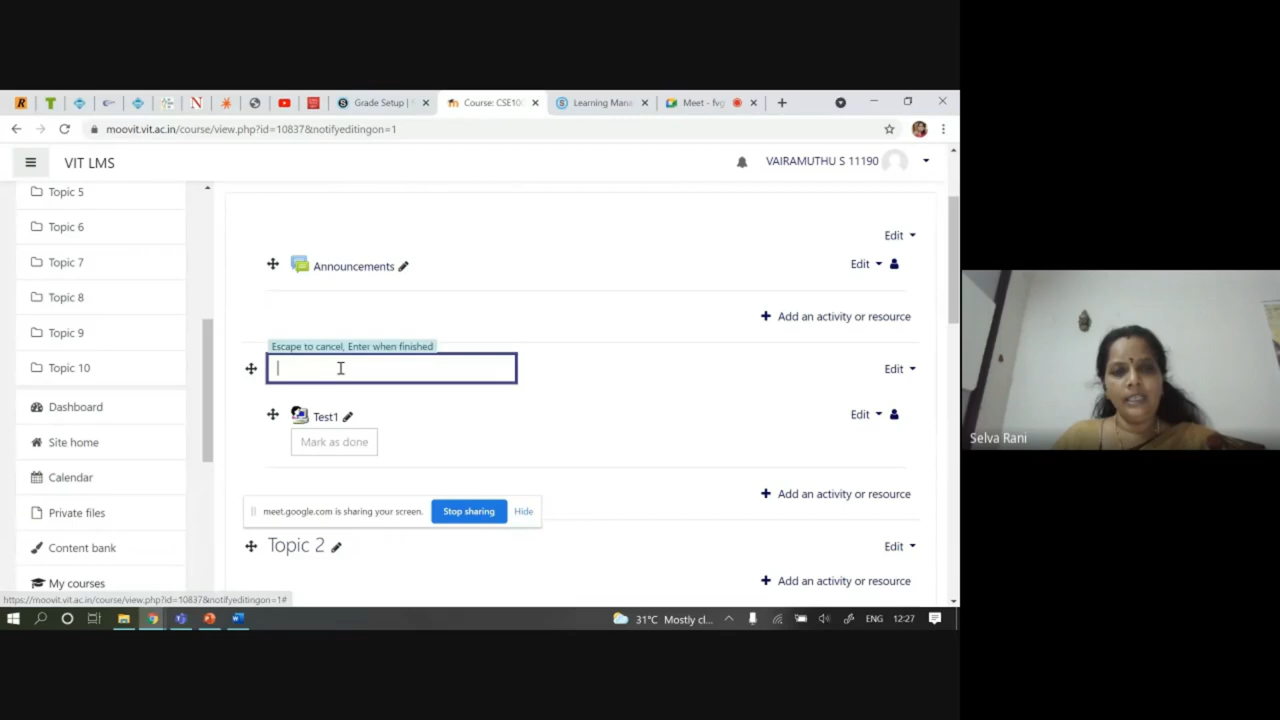 Grade Setup |
Course: CSE10
Learning Mana
Meet - fvg
moovit.vit.ac.in/course/view.php?id=10837&notifyeditingon=1
VIT LMS
VAIRAMUTHU S 11190
Topic 5
Topic 6
Topic 7
Topic 8
Topic 9
Topic 10
Dashboard
Site home
Calendar
Private files
Content bank
My courses
Edit
Announcements
Edit
Add an activity or resource
Escape to cancel, Enter when finished
Edit
Test1
Edit
Mark as done
Add an activity or resource
meet.google.com is sharing your screen.
Stop sharing
Hide
Topic 2
Edit
Add an activity or resource
https://moovit.vit.ac.in/course/view.php?id=10837&notifyeditingon=1#
31°C Mostly cl...
ENG
12:27
Selva Rani